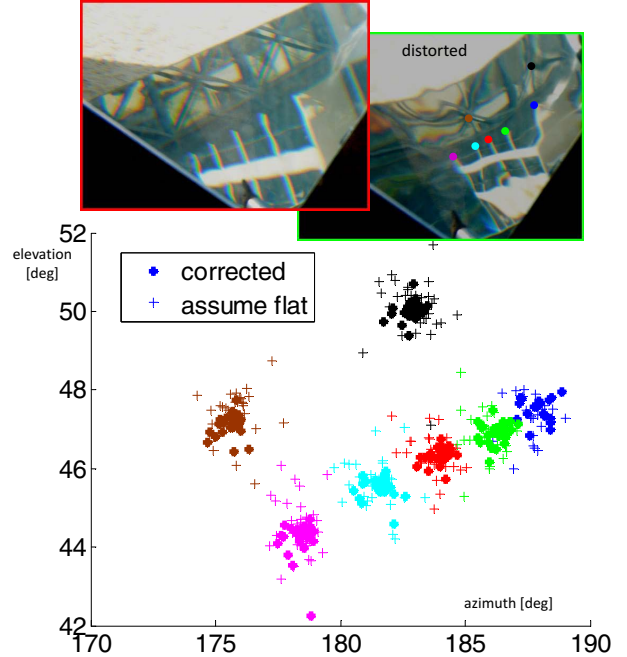 distorted
52
elevation
[deg]
corrected
assume flat
50
48
46
44
azimuth [deg]
42
170 175 180 185 190